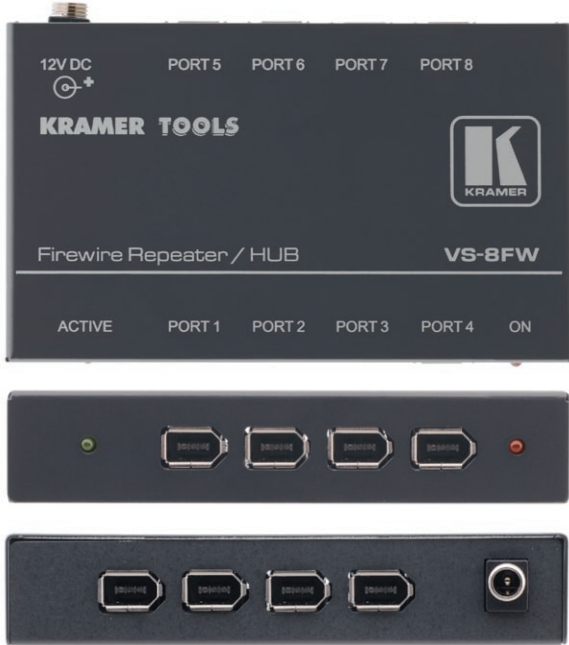 12V DC PORT 5 PORT 6 PORT 7 PORT 8
+
KRAMER TOOLS
K
KRAMER
Firewire Repeater / HUB VS-8FW
ACTIVE PORT 1 PORT 2 PORT 3 PORT 4 ON